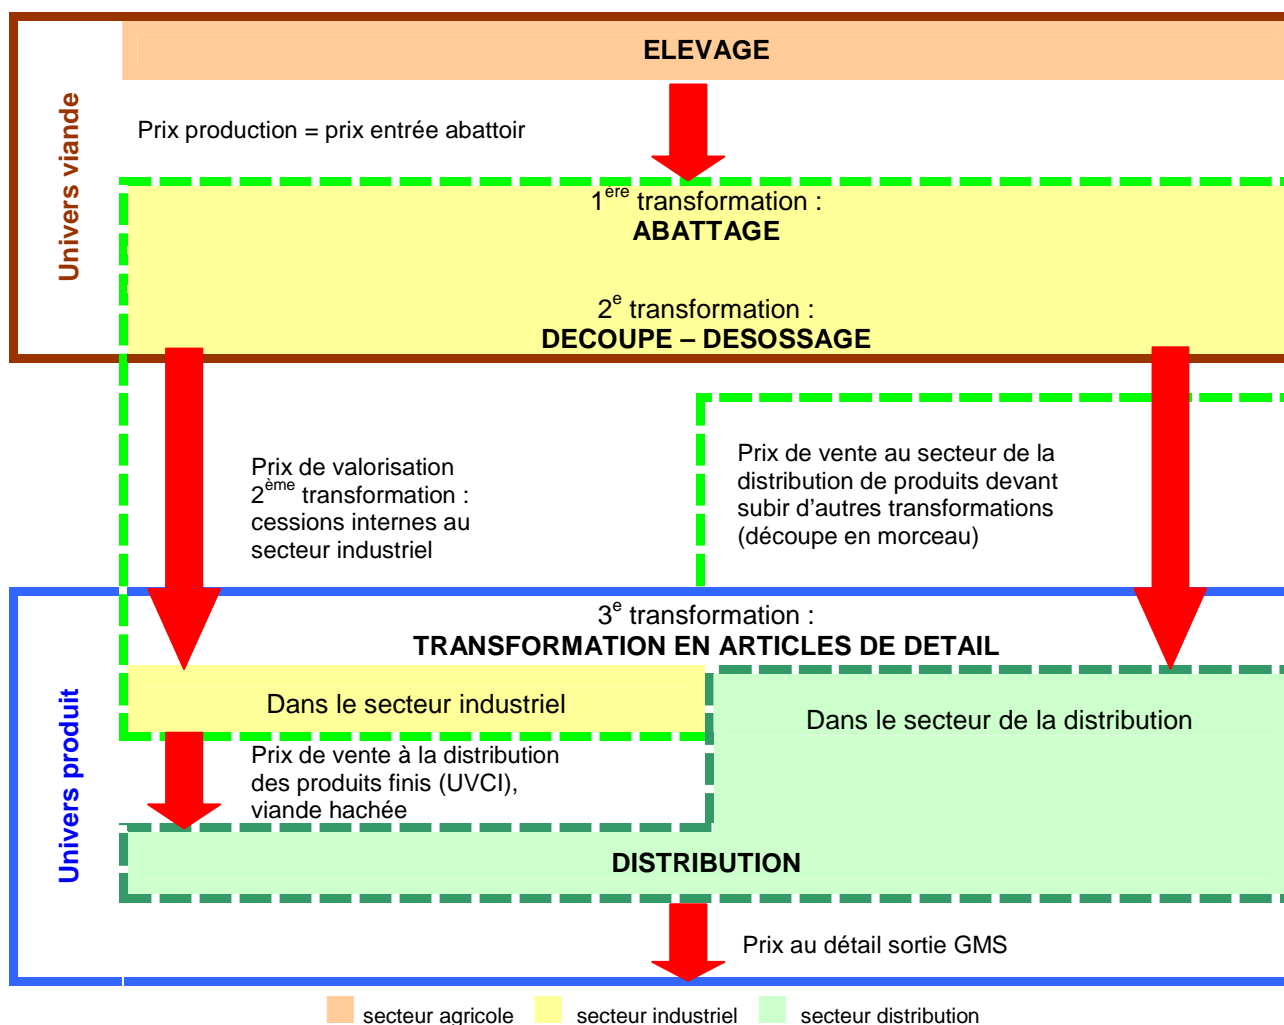 ELEVAGE
Univers viande
Prix production = prix entrée abattoir
1ère transformation :
ABATTAGE
2e transformation :
DECOUPE – DESOSSAGE
Prix de valorisation
2ème transformation :
cessions internes au
secteur industriel
Prix de vente au secteur de la
distribution de produits devant
subir d'autres transformations
(découpe en morceau)
Univers produit
3e transformation :
TRANSFORMATION EN ARTICLES DE DETAIL
Dans le secteur industriel
Dans le secteur de la distribution
Prix de vente à la distribution
des produits finis (UVCI),
viande hachée
DISTRIBUTION
Prix au détail sortie GMS
secteur agricole
secteur industriel
secteur distribution